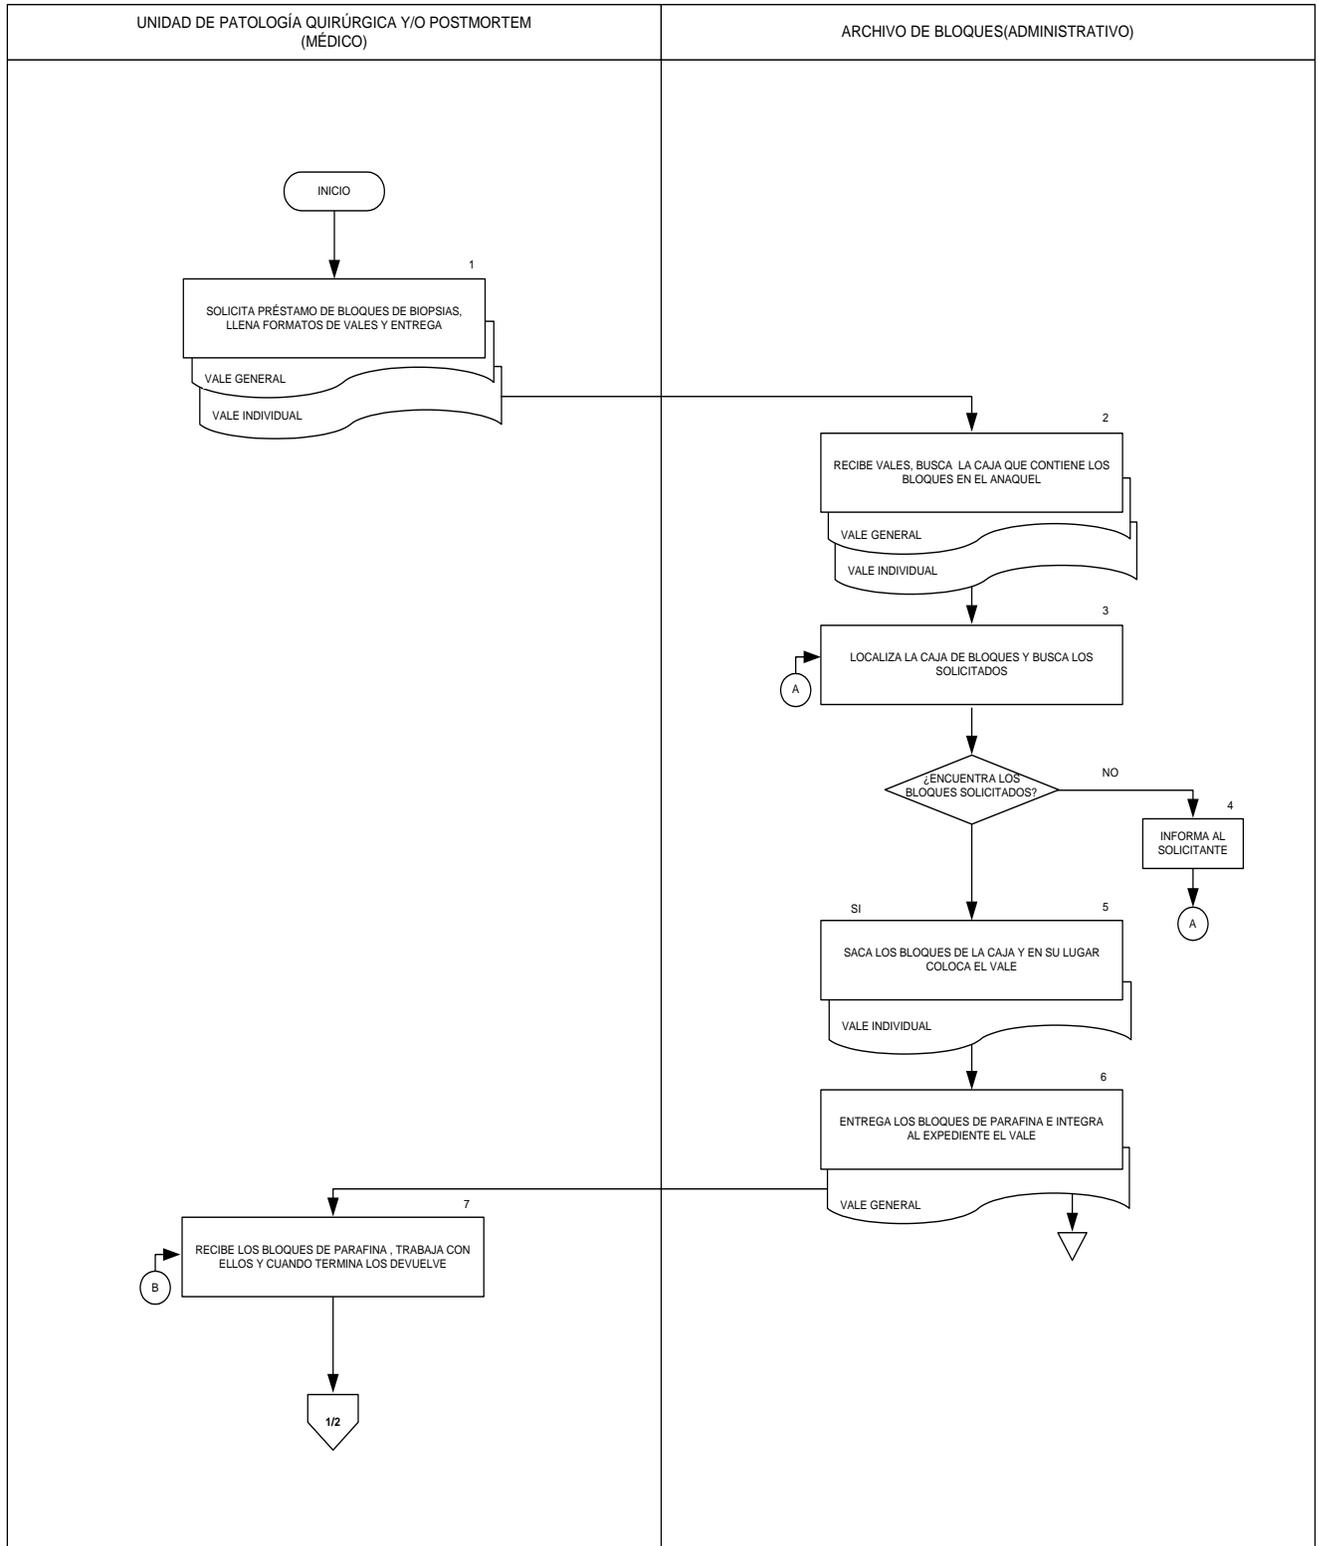 UNIDAD DE PATOLOGÍA QUIRÚRGICA Y/O POSTMORTEM
(MÉDICO)
ARCHIVO DE BLOQUES(ADMINISTRATIVO)
INICIO
1
SOLICITA PRÉSTAMO DE BLOQUES DE BIOPSIAS,
LLENA FORMATOS DE VALES Y ENTREGA
VALE GENERAL
VALE INDIVIDUAL
2
RECIBE VALES, BUSCA LA CAJA QUE CONTIENE LOS
BLOQUES EN EL ANAQUEL
VALE GENERAL
VALE INDIVIDUAL
3
LOCALIZA LA CAJA DE BLOQUES Y BUSCA LOS
SOLICITADOS
A
¿ENCUENTRA LOS
BLOQUES SOLICITADOS?
NO
4
INFORMA AL
SOLICITANTE
A
SI
5
SACA LOS BLOQUES DE LA CAJA Y EN SU LUGAR
COLOCA EL VALE
VALE INDIVIDUAL
6
ENTREGA LOS BLOQUES DE PARAFINA E INTEGRA
AL EXPEDIENTE EL VALE
VALE GENERAL
7
RECIBE LOS BLOQUES DE PARAFINA , TRABAJA CON
ELLOS Y CUANDO TERMINA LOS DEVUELVE
B
1/2